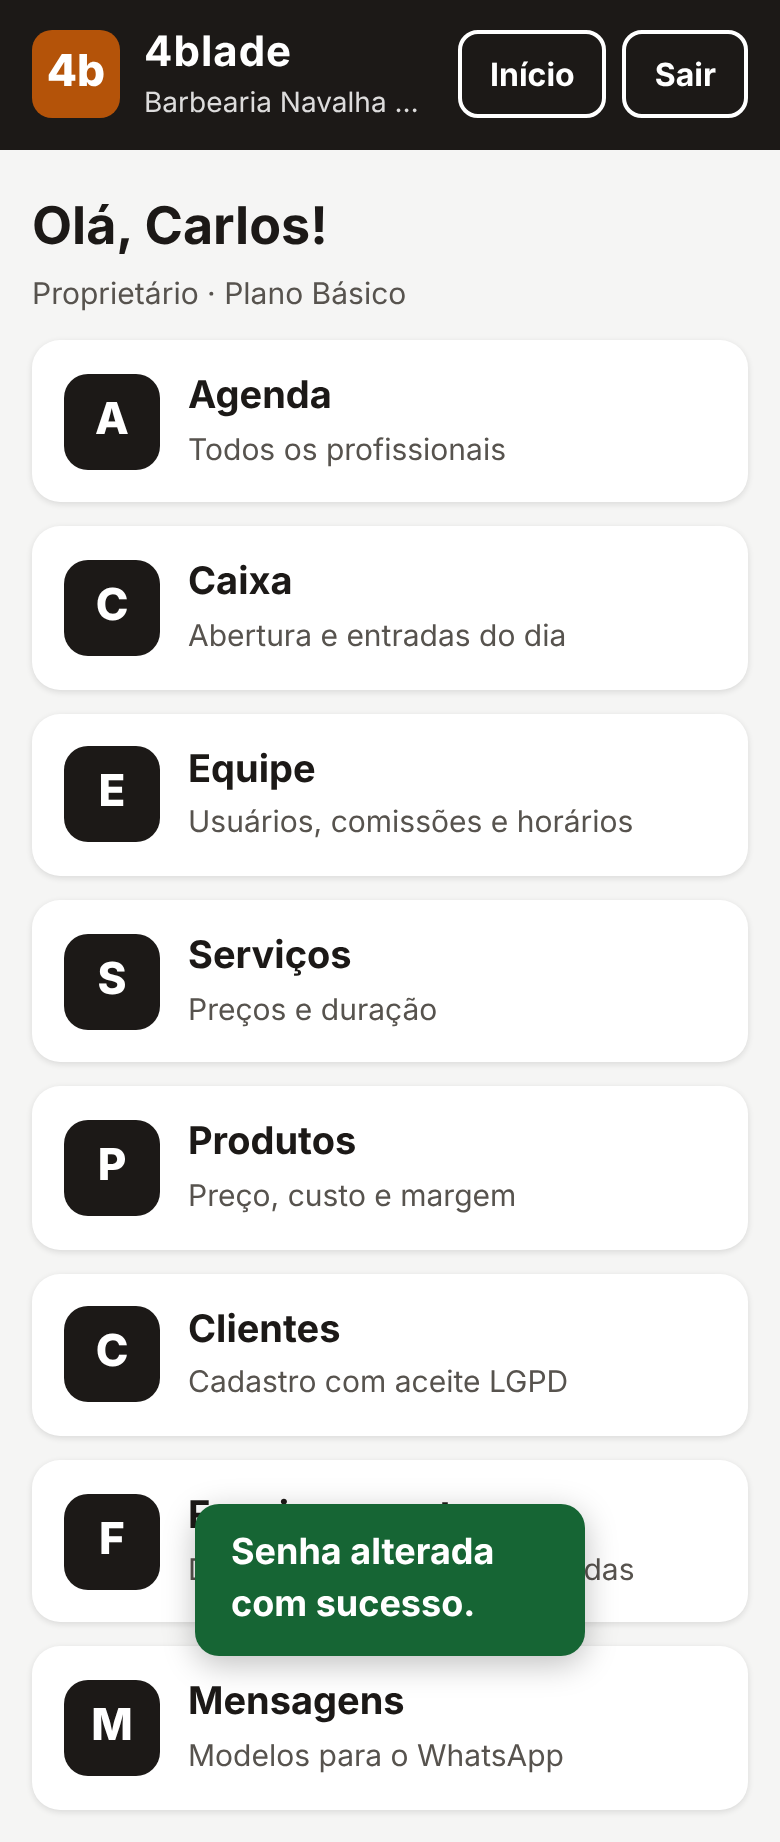 4b
4blade
Barbearia Navalha ...
Início
Sair
Olá, Carlos!
Proprietário · Plano Básico
A
Agenda
Todos os profissionais
C
Caixa
Abertura e entradas do dia
E
Equipe
Usuários, comissões e horários
S
Serviços
Preços e duração
P
Produtos
Preço, custo e margem
C
Clientes
Cadastro com aceite LGPD
F
Senha alterada
com sucesso.
M
Mensagens
Modelos para o WhatsApp